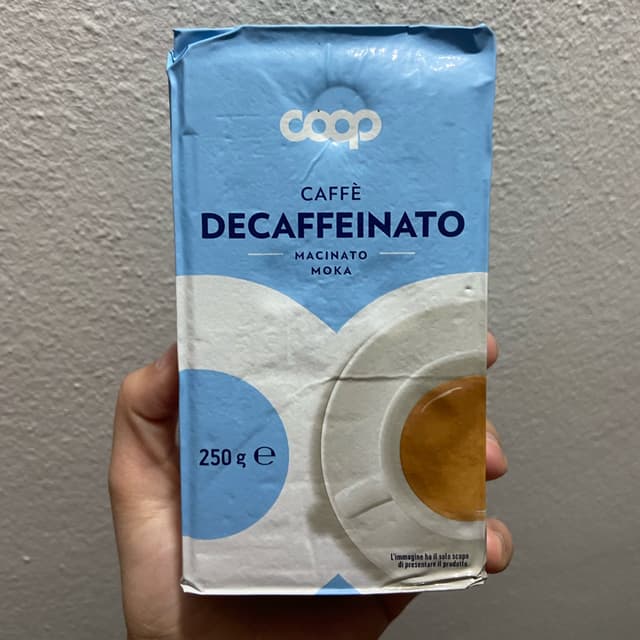 coop
CAFFÈ
DECAFFEINATO
MACINATO
MOKA
250 g ℮
L'immagine ha il solo scopo
di presentare il prodotto